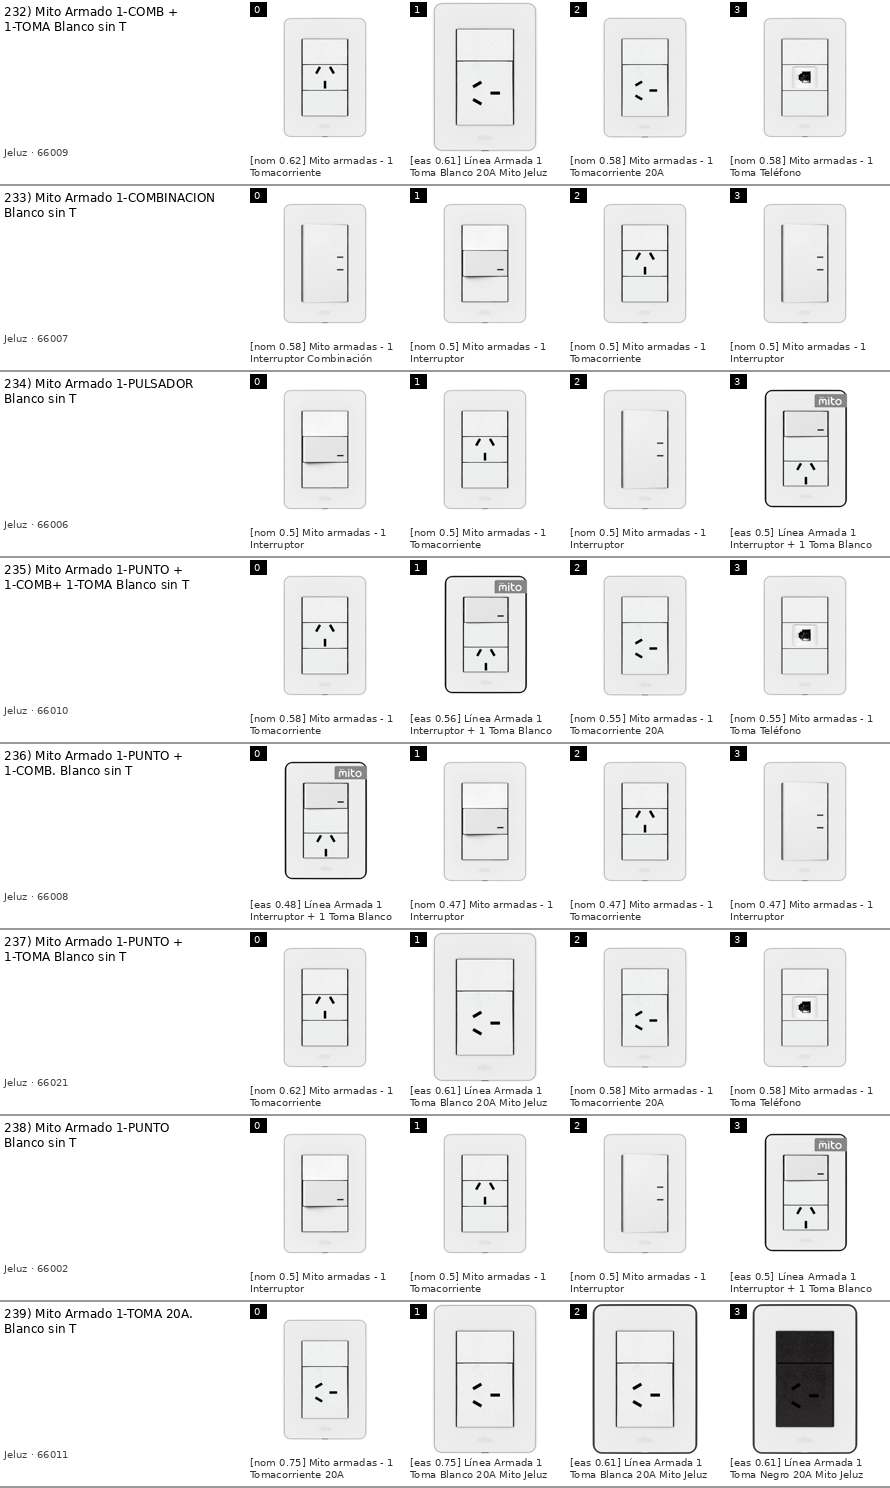 232) Mito Armado 1-COMB +
1-TOMA Blanco sin T
Jeluz · 66009
0
[nom 0.62] Mito armadas - 1
Tomacorriente
1
[eas 0.61] Línea Armada 1
Toma Blanco 20A Mito Jeluz
2
[nom 0.58] Mito armadas - 1
Tomacorriente 20A
3
[nom 0.58] Mito armadas - 1
Toma Teléfono
233) Mito Armado 1-COMBINACION
Blanco sin T
Jeluz · 66007
0
[nom 0.58] Mito armadas - 1
Interruptor Combinación
1
[nom 0.5] Mito armadas - 1
Interruptor
2
[nom 0.5] Mito armadas - 1
Tomacorriente
3
[nom 0.5] Mito armadas - 1
Interruptor
234) Mito Armado 1-PULSADOR
Blanco sin T
Jeluz · 66006
0
[nom 0.5] Mito armadas - 1
Interruptor
1
[nom 0.5] Mito armadas - 1
Tomacorriente
2
[nom 0.5] Mito armadas - 1
Interruptor
3
mito
[eas 0.5] Línea Armada 1
Interruptor + 1 Toma Blanco
235) Mito Armado 1-PUNTO +
1-COMB+ 1-TOMA Blanco sin T
Jeluz · 66010
0
[nom 0.58] Mito armadas - 1
Tomacorriente
1
mito
[eas 0.56] Línea Armada 1
Interruptor + 1 Toma Blanco
2
[nom 0.55] Mito armadas - 1
Tomacorriente 20A
3
[nom 0.55] Mito armadas - 1
Toma Teléfono
236) Mito Armado 1-PUNTO +
1-COMB. Blanco sin T
Jeluz · 66008
0
mito
[eas 0.48] Línea Armada 1
Interruptor + 1 Toma Blanco
1
[nom 0.47] Mito armadas - 1
Interruptor
2
[nom 0.47] Mito armadas - 1
Tomacorriente
3
[nom 0.47] Mito armadas - 1
Interruptor
237) Mito Armado 1-PUNTO +
1-TOMA Blanco sin T
Jeluz · 66021
0
[nom 0.62] Mito armadas - 1
Tomacorriente
1
[eas 0.61] Línea Armada 1
Toma Blanco 20A Mito Jeluz
2
[nom 0.58] Mito armadas - 1
Tomacorriente 20A
3
[nom 0.58] Mito armadas - 1
Toma Teléfono
238) Mito Armado 1-PUNTO
Blanco sin T
Jeluz · 66002
0
[nom 0.5] Mito armadas - 1
Interruptor
1
[nom 0.5] Mito armadas - 1
Tomacorriente
2
[nom 0.5] Mito armadas - 1
Interruptor
3
mito
[eas 0.5] Línea Armada 1
Interruptor + 1 Toma Blanco
239) Mito Armado 1-TOMA 20A.
Blanco sin T
Jeluz · 66011
0
[nom 0.75] Mito armadas - 1
Tomacorriente 20A
1
[eas 0.75] Línea Armada 1
Toma Blanco 20A Mito Jeluz
2
[eas 0.61] Línea Armada 1
Toma Blanca 20A Mito Jeluz
3
[eas 0.61] Línea Armada 1
Toma Negro 20A Mito Jeluz